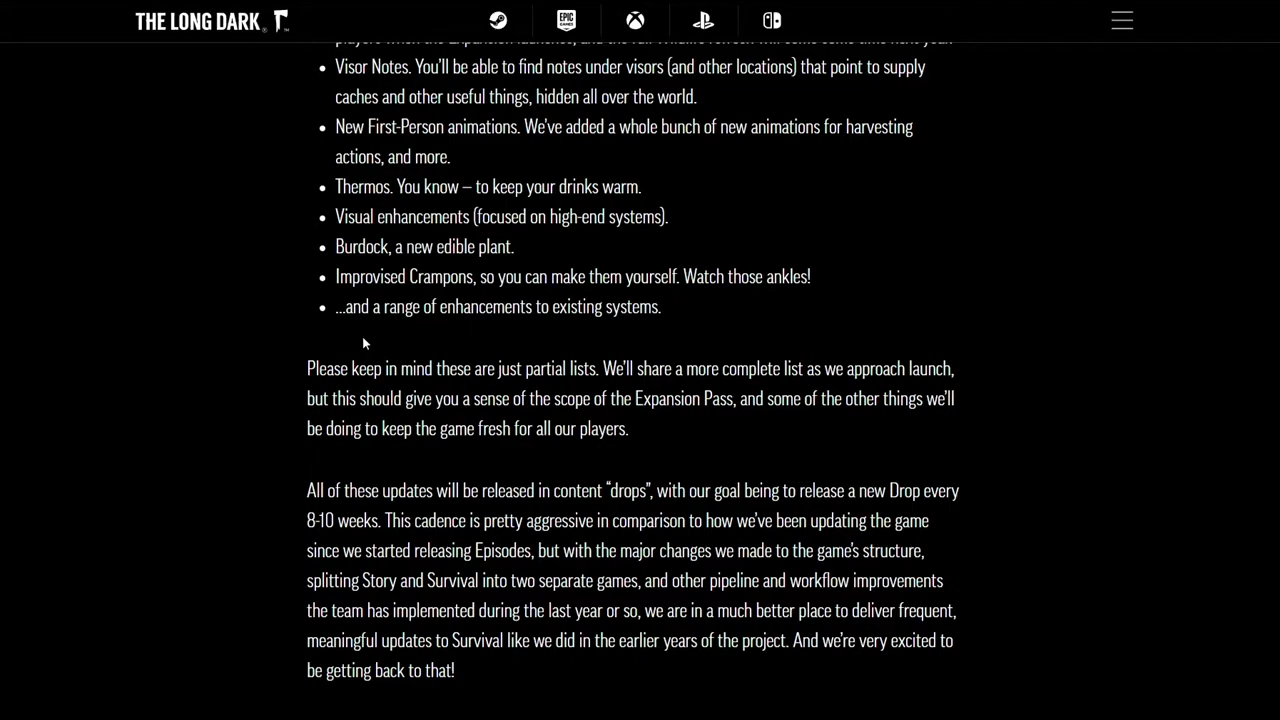 THE LONG DARK
EPIC GAMES
Visor Notes. You'll be able to find notes under visors (and other locations) that point to supply
caches and other useful things, hidden all over the world.
New First-Person animations. We've added a whole bunch of new animations for harvesting
actions, and more.
Thermos. You know – to keep your drinks warm.
Visual enhancements (focused on high-end systems).
Burdock, a new edible plant.
Improvised Crampons, so you can make them yourself. Watch those ankles!
...and a range of enhancements to existing systems.
Please keep in mind these are just partial lists. We'll share a more complete list as we approach launch,
but this should give you a sense of the scope of the Expansion Pass, and some of the other things we'll
be doing to keep the game fresh for all our players.
All of these updates will be released in content “drops”, with our goal being to release a new Drop every
8-10 weeks. This cadence is pretty aggressive in comparison to how we've been updating the game
since we started releasing Episodes, but with the major changes we made to the game's structure,
splitting Story and Survival into two separate games, and other pipeline and workflow improvements
the team has implemented during the last year or so, we are in a much better place to deliver frequent,
meaningful updates to Survival like we did in the earlier years of the project. And we're very excited to
be getting back to that!